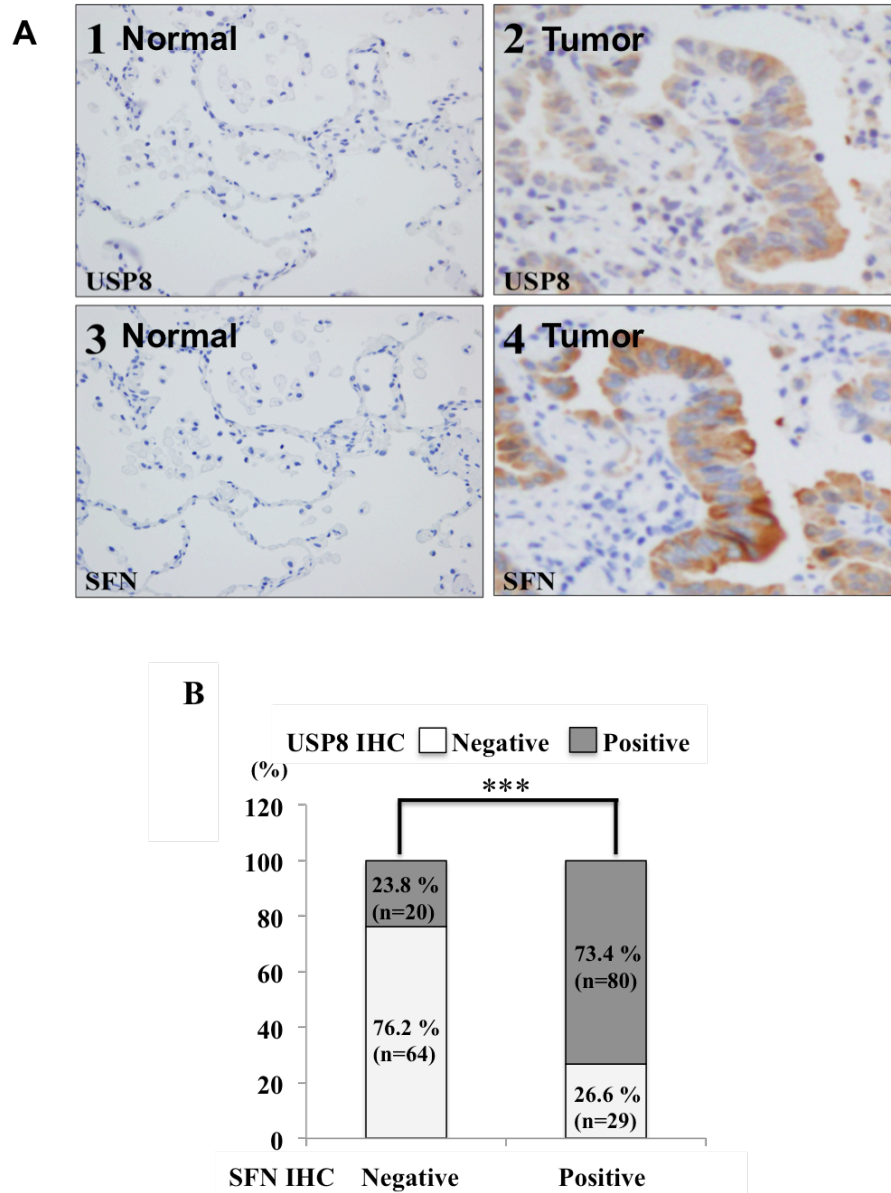 A
1 Normal
2 Tumor
USP8
USP8
3 Normal
4 Tumor
SFN
SFN
B
USP8 IHC Negative Positive
(%)
***
120
100
80
60
40
20
0
23.8 %
(n=20)
76.2 %
(n=64)
73.4 %
(n=80)
26.6 %
(n=29)
SFN IHC Negative Positive